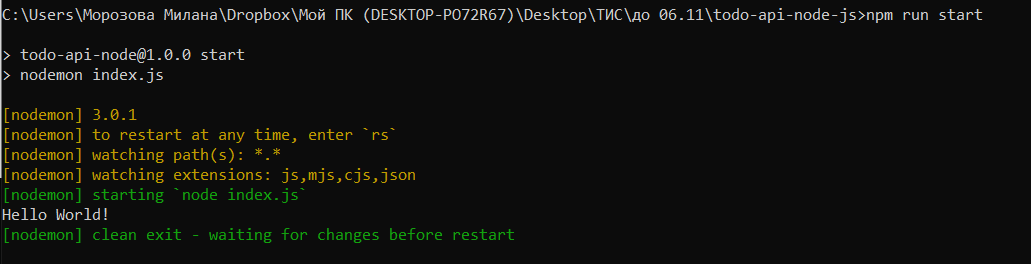 C:\Users\Морозова Милана\Dropbox\Мой ПК (DESKTOP-PO72R67)\Desktop\ТИС\до 06.11\todo-api-node-js>npm run start
> todo-api-node@1.0.0 start
> nodemon index.js
[nodemon] 3.0.1
[nodemon] to restart at any time, enter `rs`
[nodemon] watching path(s): *.*
[nodemon] watching extensions: js,mjs,cjs,json
[nodemon] starting `node index.js`
Hello World!
[nodemon] clean exit - waiting for changes before restart